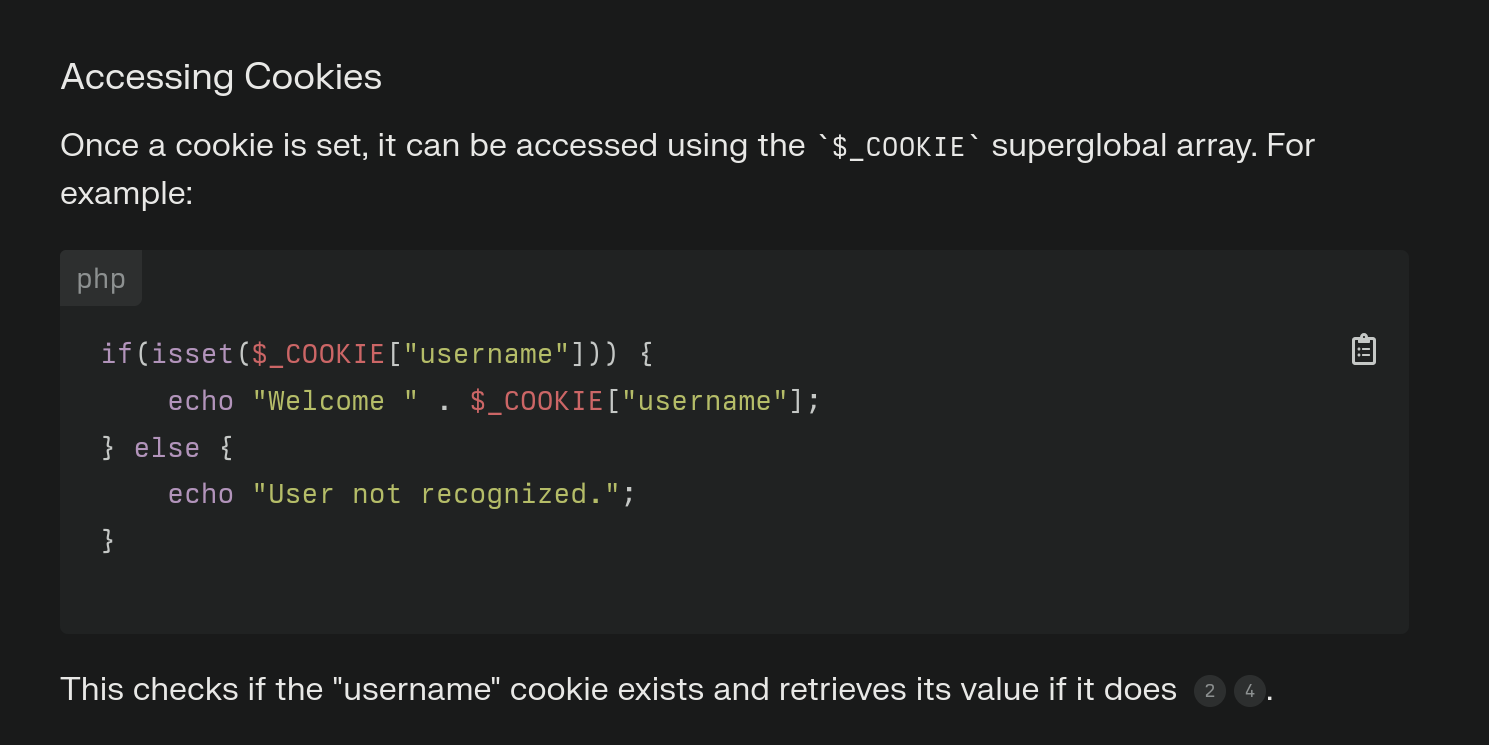 Accessing Cookies
Once a cookie is set, it can be accessed using the `$_COOKIE` superglobal array. For
example:
php
if(isset($_COOKIE["username"])) {
    echo "Welcome " . $_COOKIE["username"];
} else {
    echo "User not recognized.";
}
This checks if the "username" cookie exists and retrieves its value if it does 2 4.